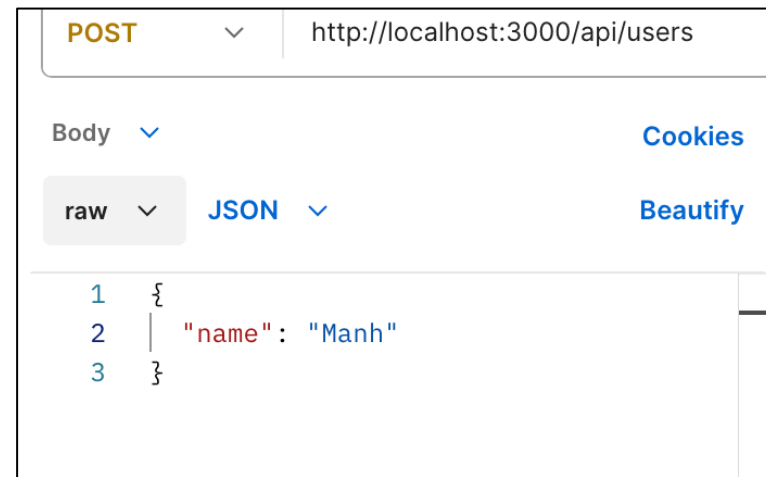 POST http://localhost:3000/api/users
Body Cookies
raw JSON Beautify
1 {
2 "name": "Manh"
3 }